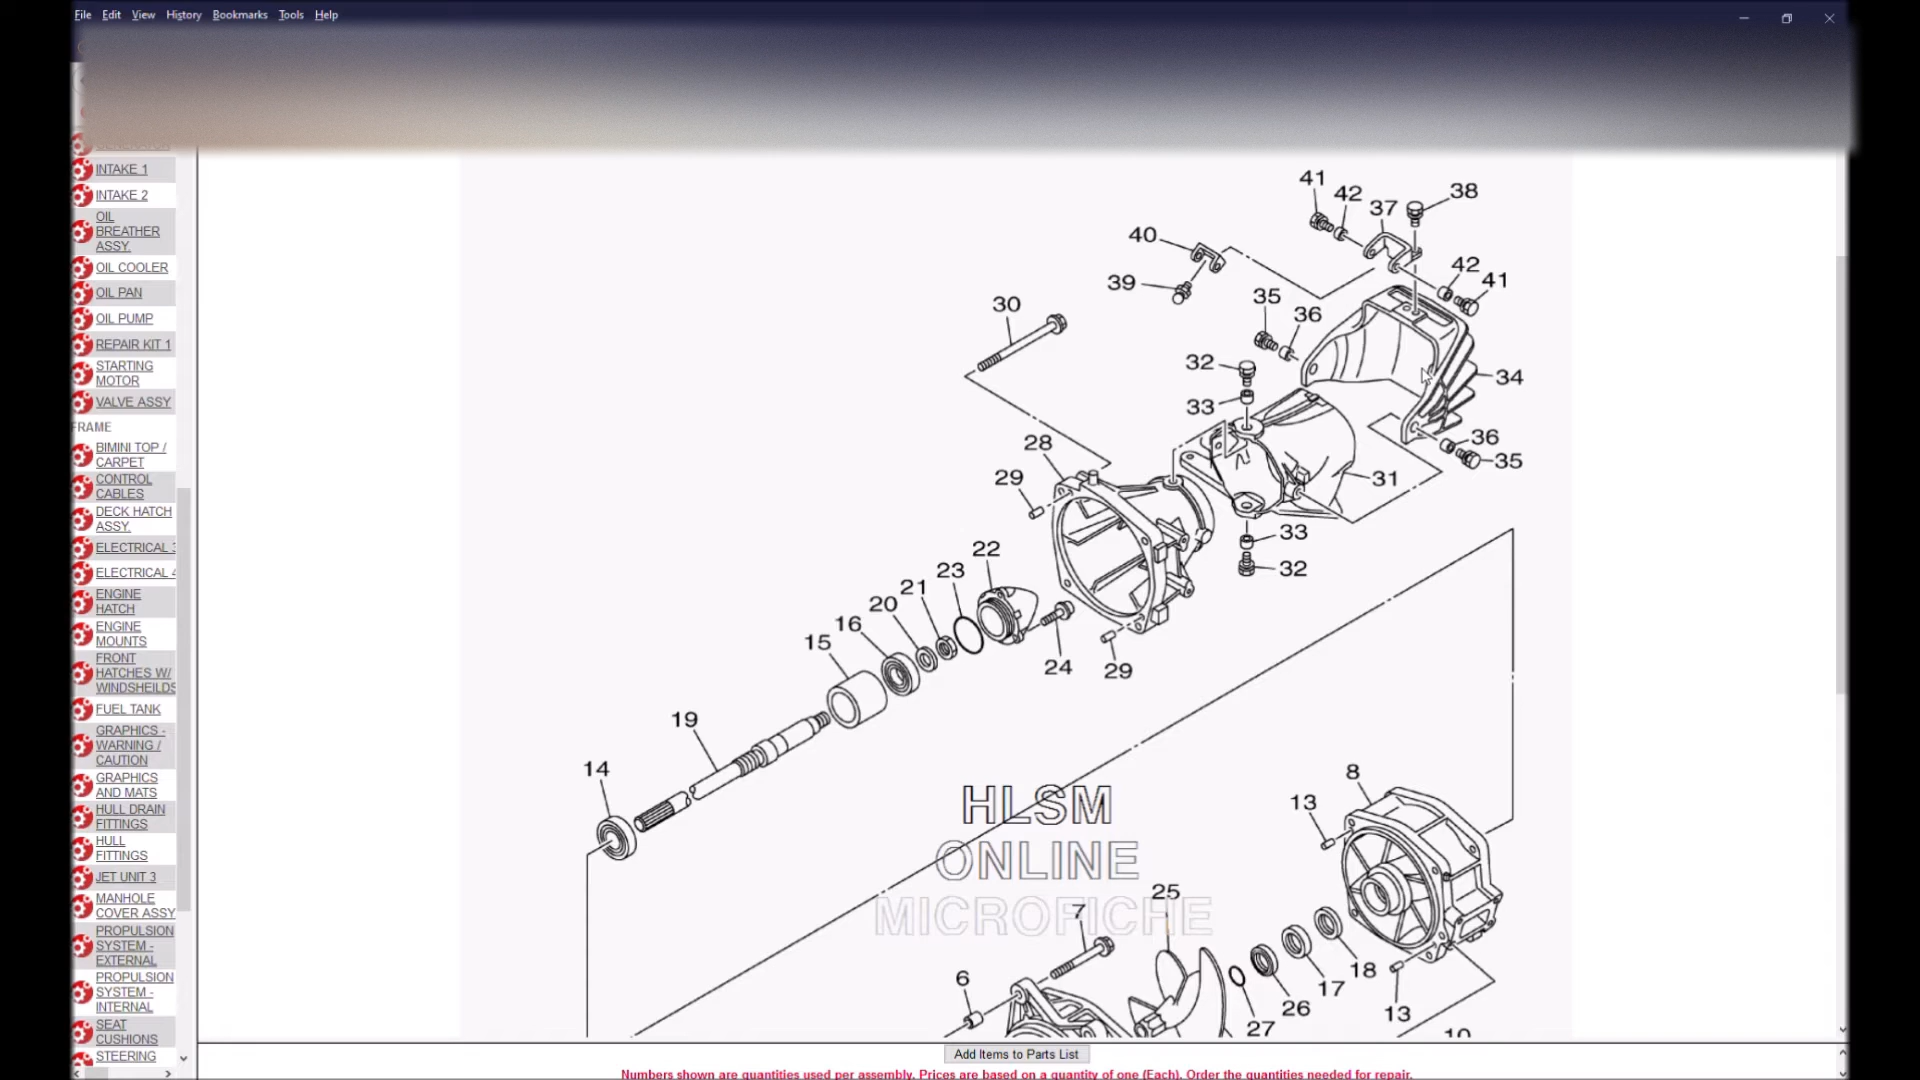 File Edit View History Bookmarks Tools Help
INTAKE 1
INTAKE 2
OIL
BREATHER
ASSY.
OIL COOLER
OIL PAN
OIL PUMP
REPAIR KIT 1
STARTING
MOTOR
VALVE ASSY
FRAME
BIMINI TOP /
CARPET
CONTROL
CABLES
DECK HATCH
ASSY.
ELECTRICAL 3
ELECTRICAL 4
ENGINE
HATCH
ENGINE
MOUNTS
FRONT
HATCHES W/
WINDSHEILDS
FUEL TANK
GRAPHICS -
WARNING /
CAUTION
GRAPHICS
AND MATS
HULL DRAIN
FITTINGS
HULL
FITTINGS
JET UNIT 3
MANHOLE
COVER ASSY
PROPULSION
SYSTEM -
EXTERNAL
PROPULSION
SYSTEM -
INTERNAL
SEAT
CUSHIONS
STEERING
41
42
37
38
40
39
42
41
35
36
30
32
33
34
28
36
35
29
31
33
32
22
23
21
20
16
15
24
29
19
14
8
13
HLSM
ONLINE
MICROFICHE
25
7
6
18
17
26
27
13
10
Add Items to Parts List
Numbers shown are quantities used per assembly. Prices are based on a quantity of one (Each). Order the quantities needed for repair.